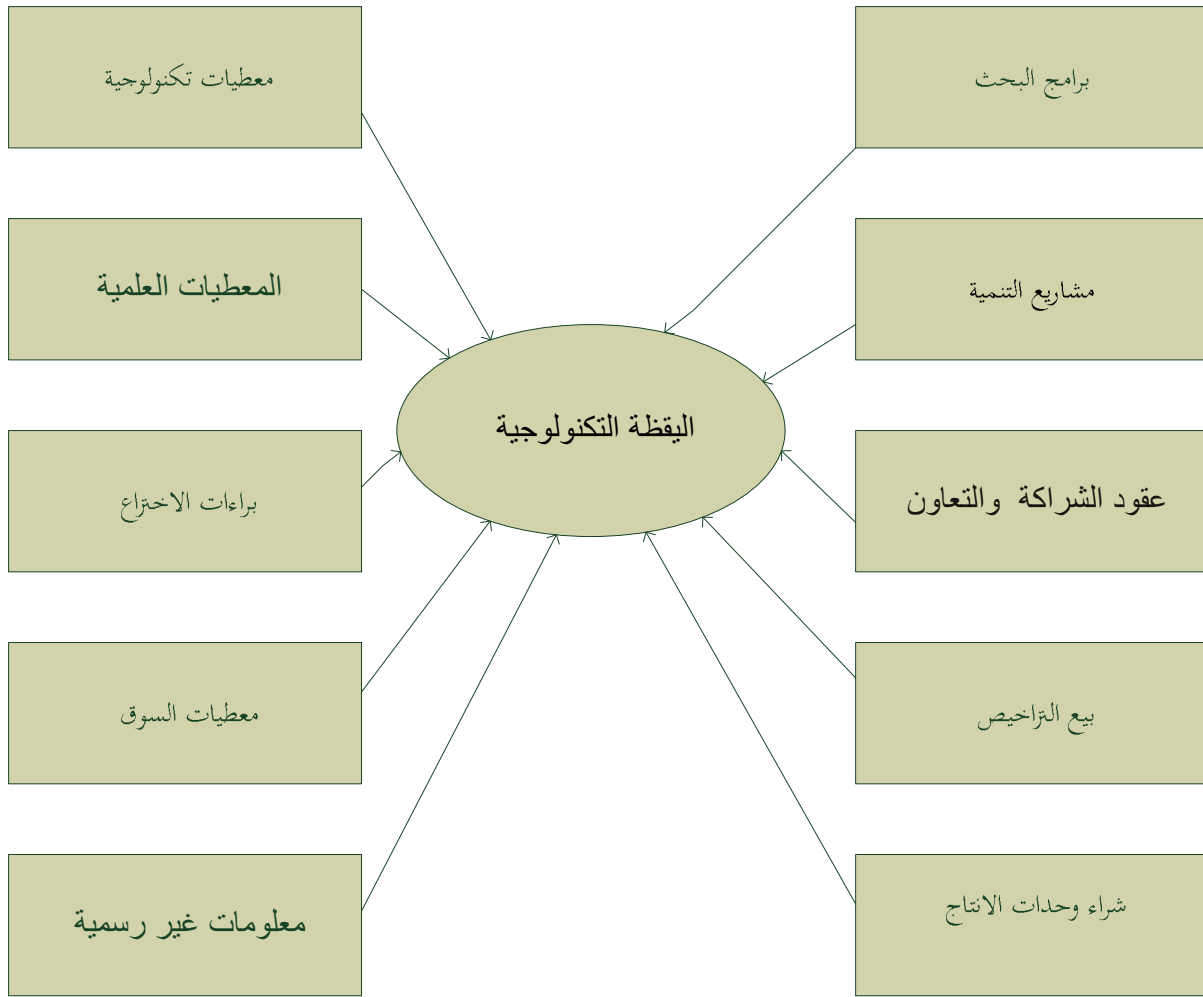 برامج البحث
معطيات تكنولوجية
مشاريع التنمية
المعطيات العلمية
اليقظة التكنولوجية
عقود الشراكة والتعاون
براءات الاختراع
بيع التراخيص
معطيات السوق
شراء وحدات الانتاج
معلومات غير رسمية